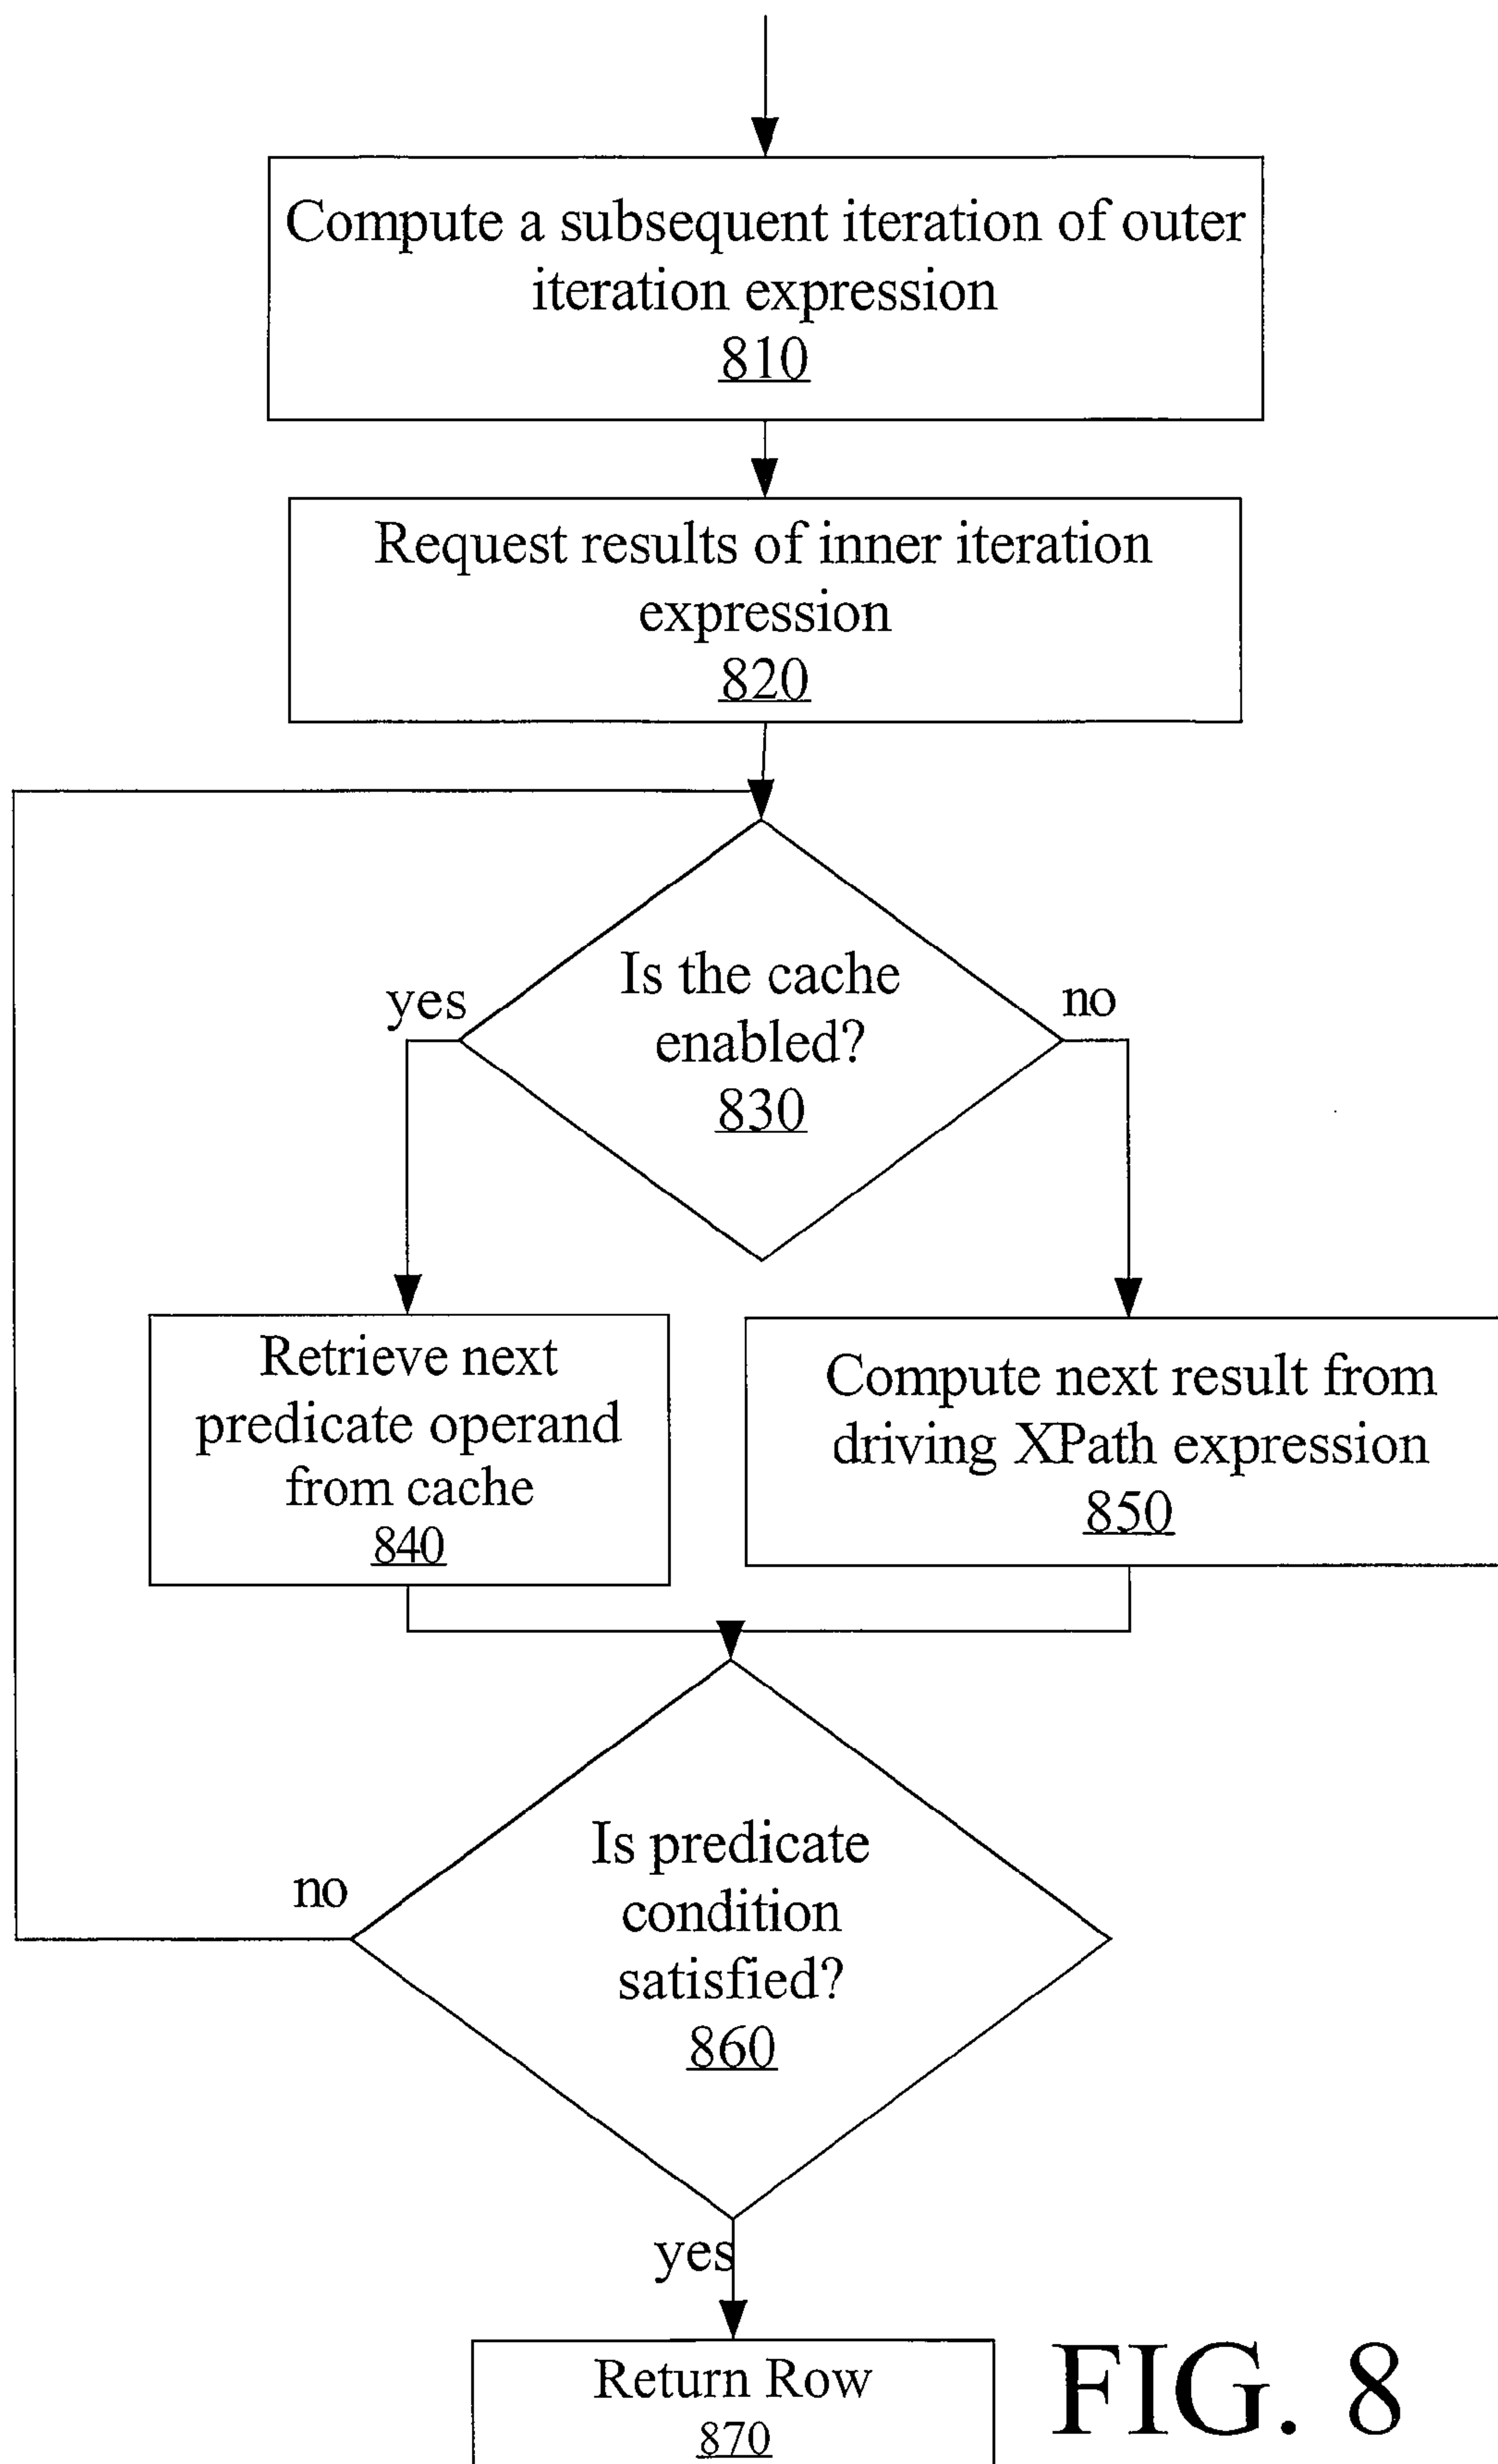 Compute a subsequent iteration of outer
iteration expression
810
Request results of inner iteration
expression
820
Is the cache
enabled?
830
yes
no
Retrieve next
predicate operand
from cache
840
Compute next result from
driving XPath expression
850
Is predicate
condition
satisfied?
860
no
yes
Return Row
870
FIG. 8